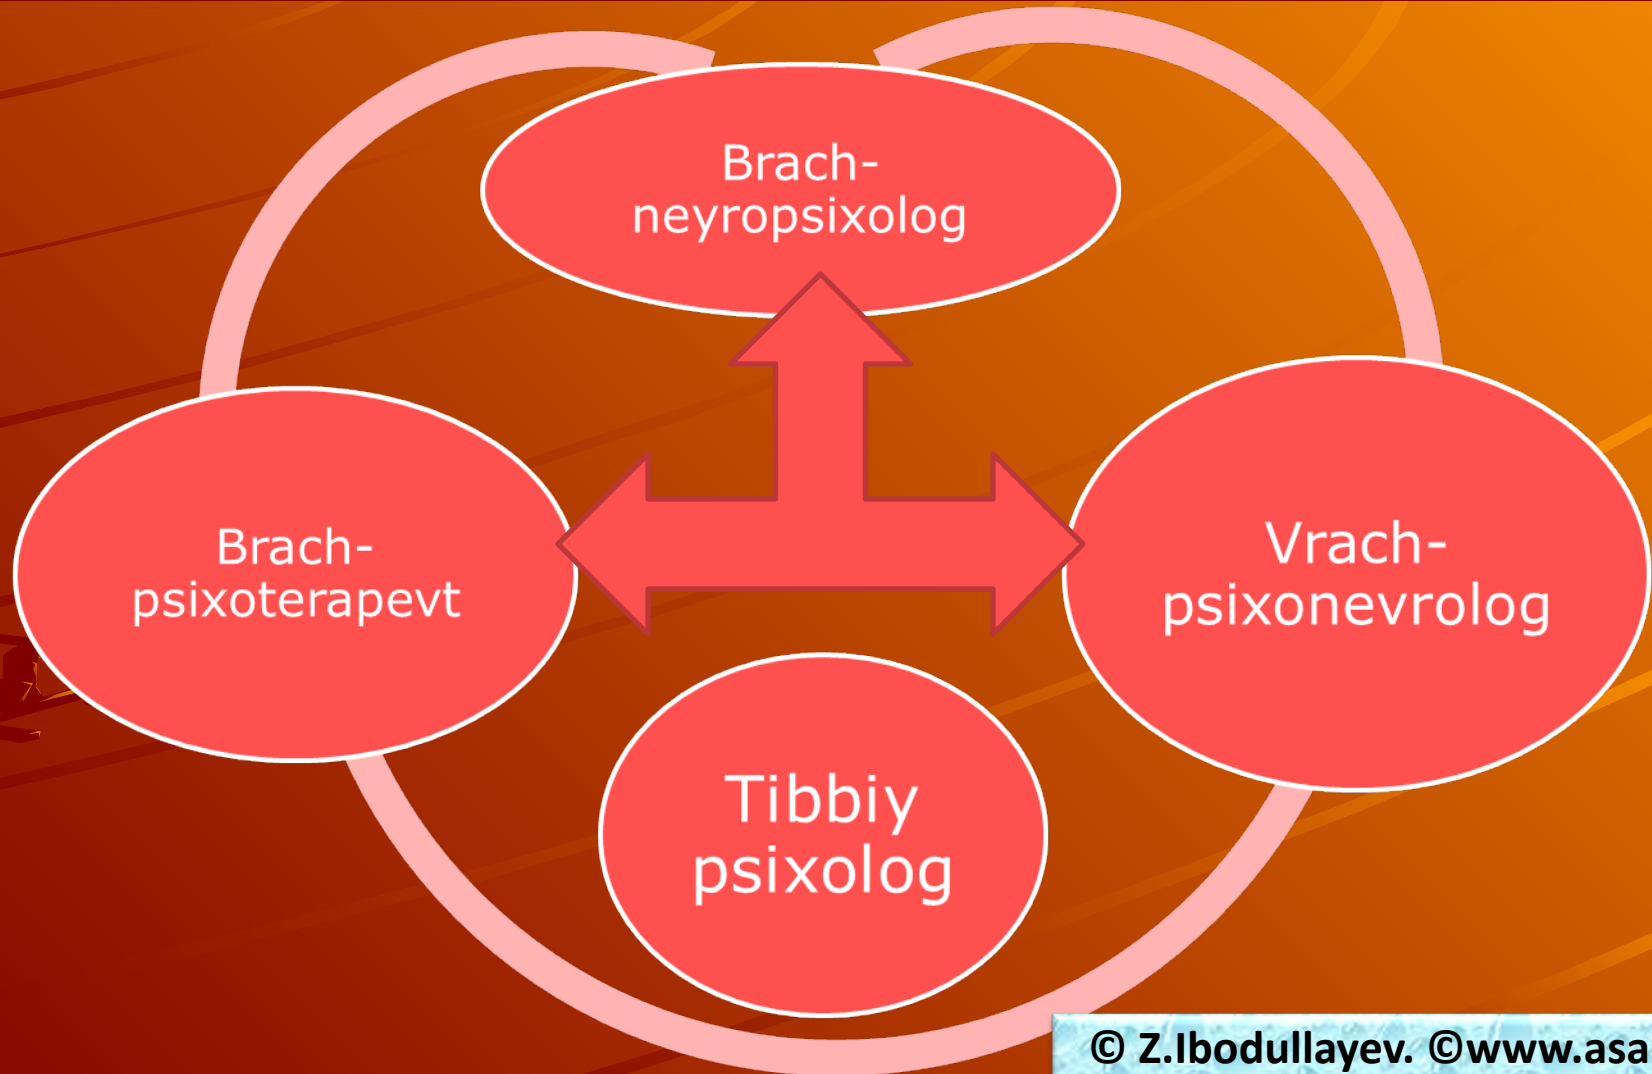 Brach-
neyropsixolog
Brach-
psixoterapevt
Vrach-
psixonevrolog
Tibbiy
psixolog
© Z.Ibodullayev. ©www.asa